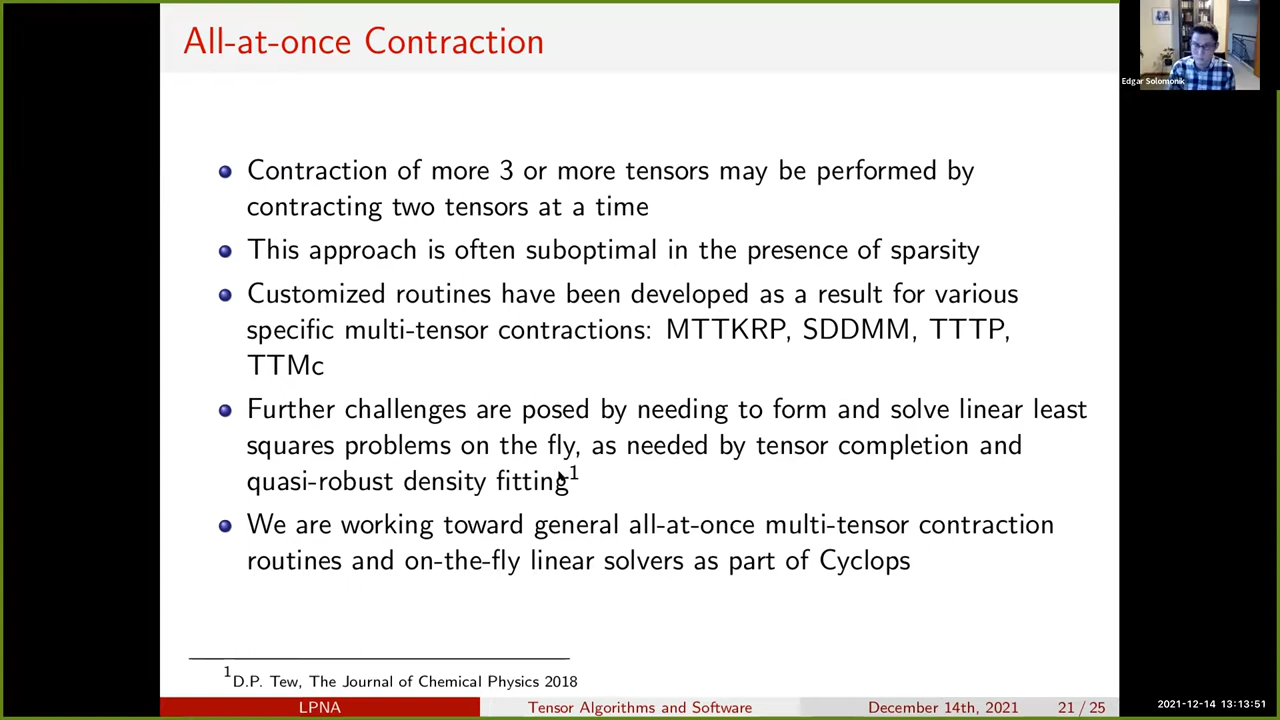 All-at-once Contraction
Edgar Solomonik
Contraction of more 3 or more tensors may be performed by
contracting two tensors at a time
This approach is often suboptimal in the presence of sparsity
Customized routines have been developed as a result for various
specific multi-tensor contractions: MTTKRP, SDDMM, TTTP,
TTMc
Further challenges are posed by needing to form and solve linear least
squares problems on the fly, as needed by tensor completion and
quasi-robust density fitting1
We are working toward general all-at-once multi-tensor contraction
routines and on-the-fly linear solvers as part of Cyclops
1D.P. Tew, The Journal of Chemical Physics 2018
LPNA Tensor Algorithms and Software December 14th, 2021 21 / 25
2021-12-14 13:13:51